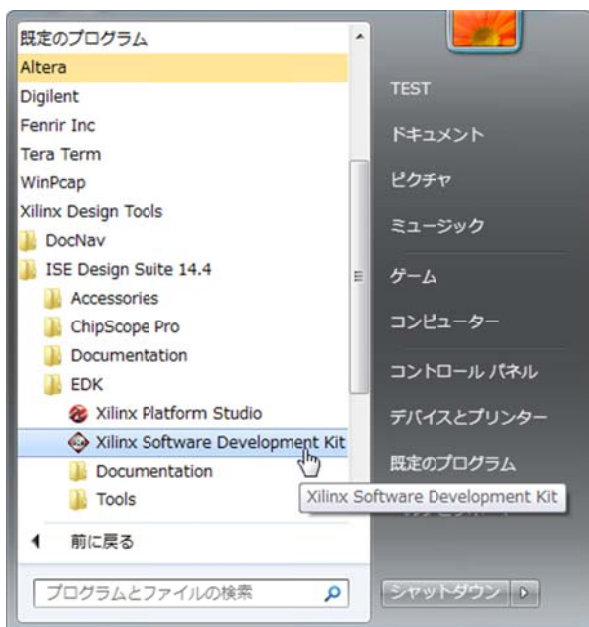 既定のプログラム
Altera
Digilent
Fenrir Inc
Tera Term
WinPcap
Xilinx Design Tools
DocNav
ISE Design Suite 14.4
Accessories
ChipScope Pro
Documentation
EDK
Xilinx Platform Studio
Xilinx Software Development Kit
Documentation
Tools
前に戻る
プログラムとファイルの検索
TEST
ドキュメント
ピクチャ
ミュージック
ゲーム
コンピューター
コントロール パネル
デバイスとプリンター
既定のプログラム
Xilinx Software Development Kit
シャットダウン